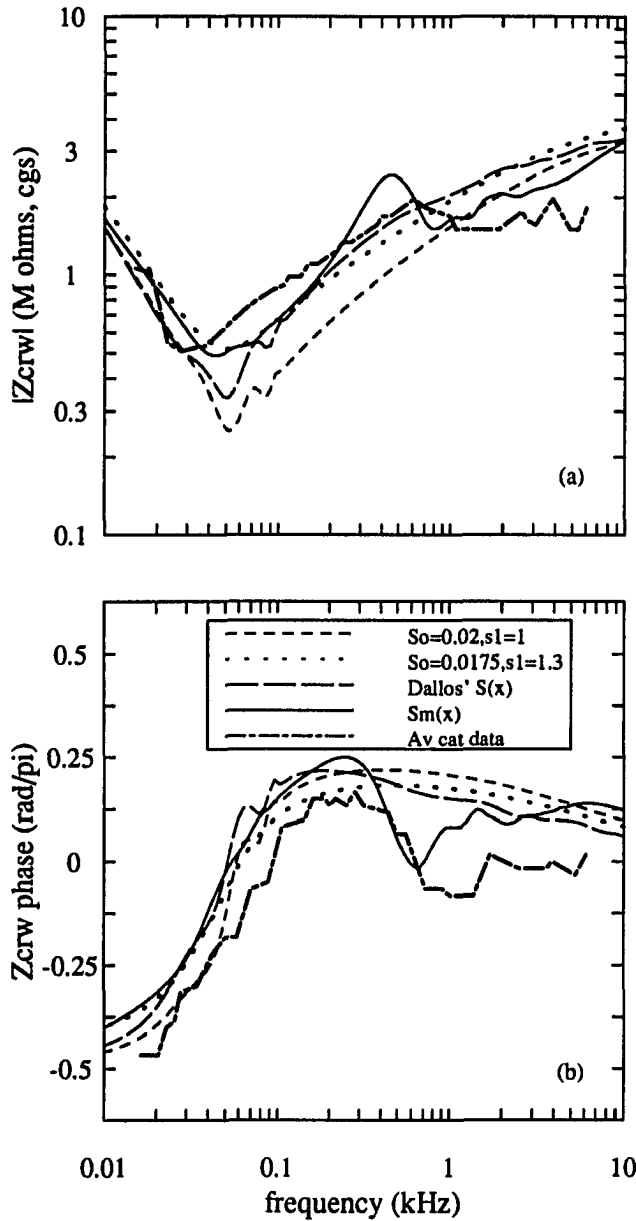 10
3
1
0.3
0.1
|Zcrw| (M ohms, cgs)
(a)
So=0.02,s1=1
So=0.0175,s1=1.3
Dallos' S(x)
Sm(x)
Av cat data
0.5
0.25
0
-0.25
-0.5
Zcrw phase (rad/pi)
(b)
0.01
0.1
1
10
frequency (kHz)